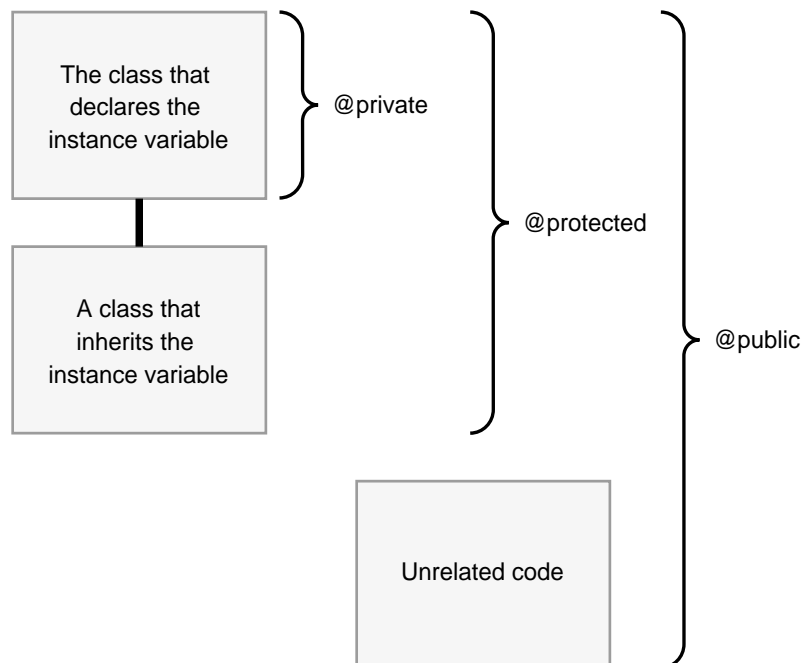 The class that
declares the
instance variable
@private
@protected
A class that
inherits the
instance variable
@public
Unrelated code